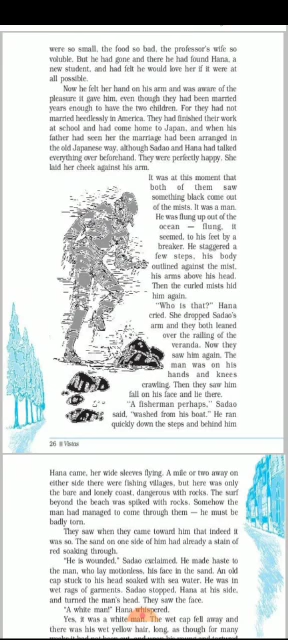 were so small, the food so bad, the professor's wife so
voluble. But he had gone and there he had found Hana, a
new student, and had felt he would love her if it were at
all possible.
Now he felt her hand on his arm and was aware of the
pleasure it gave him, even though they had been married
years enough to have the two children. For they had not
married heedlessly in America. They had finished their work
at school and had come home to Japan, and when his
father had seen her the marriage had been arranged in
the old Japanese way, although Sadao and Hana had talked
everything over beforehand. They were perfectly happy. She
laid her cheek against his arm.
It was at this moment that
both of them saw
something black come out
of the mists. It was a man.
He was flung up out of the
ocean — flung, it
seemed, to his feet by a
breaker. He staggered a
few steps, his body
outlined against the mist,
his arms above his head.
Then the curled mists hid
him again.
"Who is that?" Hana
cried. She dropped Sadao's
arm and they both leaned
over the railing of the
veranda. Now they
saw him again. The
man was on his
hands and knees
crawling. Then they saw him
fall on his face and lie there.
"A fisherman perhaps," Sadao
said, "washed from his boat." He ran
quickly down the steps and behind him
26 Vistas
Hana came, her wide sleeves flying. A mile or two away on
either side there were fishing villages, but here was only
the bare and lonely coast, dangerous with rocks. The surf
beyond the beach was spiked with rocks. Somehow the
man had managed to come through them — he must be
badly torn.
They saw when they came toward him that indeed it
was so. The sand on one side of him had already a stain of
red soaking through.
"He is wounded," Sadao exclaimed. He made haste to
the man, who lay motionless, his face in the sand. An old
cap stuck to his head soaked with sea water. He was in
wet rags of garments. Sadao stopped, Hana at his side,
and turned the man's head. They saw the face.
"A white man!" Hana whispered.
Yes, it was a white man. The wet cap fell away and
there was his wet yellow hair, long, as though for many